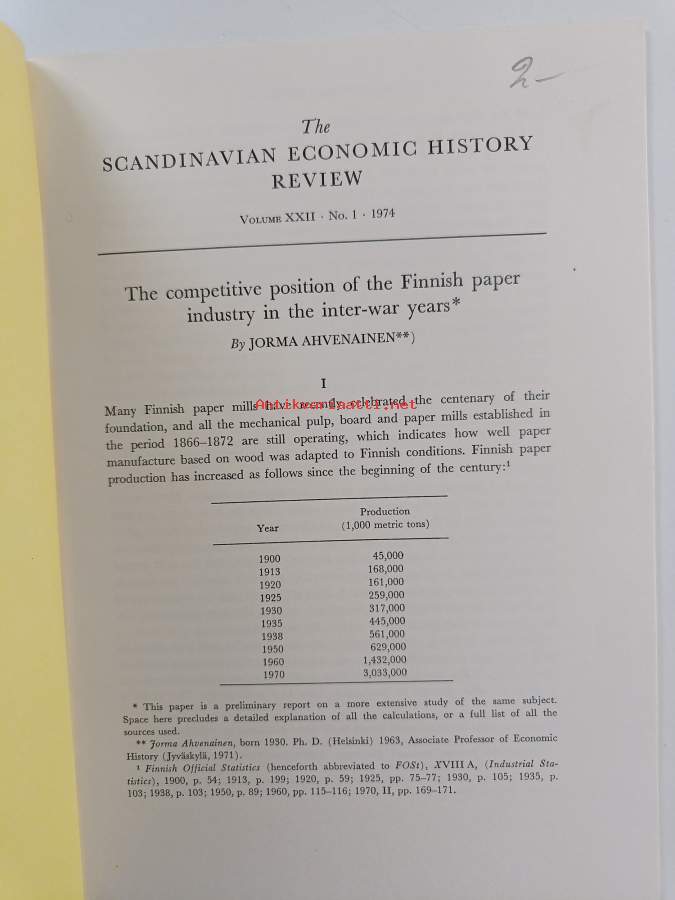 2–
The
SCANDINAVIAN ECONOMIC HISTORY
REVIEW
VOLUME XXII · No. 1 · 1974
The competitive position of the Finnish paper
industry in the inter-war years*
By JORMA AHVENAINEN**)
I
Many Finnish paper mills have recently celebrated the centenary of their
Antikvariaatti.net
foundation, and all the mechanical pulp, board and paper mills established in
the period 1866–1872 are still operating, which indicates how well paper
manufacture based on wood was adapted to Finnish conditions. Finnish paper
production has increased as follows since the beginning of the century:¹
Production
Year (1,000 metric tons)
1900 45,000
1913 168,000
1920 161,000
1925 259,000
1930 317,000
1935 445,000
1938 561,000
1950 629,000
1960 1,432,000
1970 3,033,000
* This paper is a preliminary report on a more extensive study of the same subject.
Space here precludes a detailed explanation of all the calculations, or a full list of all the
sources used.
** Jorma Ahvenainen, born 1930. Ph. D. (Helsinki) 1963, Associate Professor of Economic
History (Jyväskylä, 1971).
¹ Finnish Official Statistics (henceforth abbreviated to FOSt), XVIII A, (Industrial Sta-
tistics), 1900, p. 54; 1913, p. 199; 1920, p. 59; 1925, pp. 75–77; 1930, p. 105; 1935, p.
103; 1938, p. 103; 1950, p. 89; 1960, pp. 115–116; 1970, II, pp. 169–171.